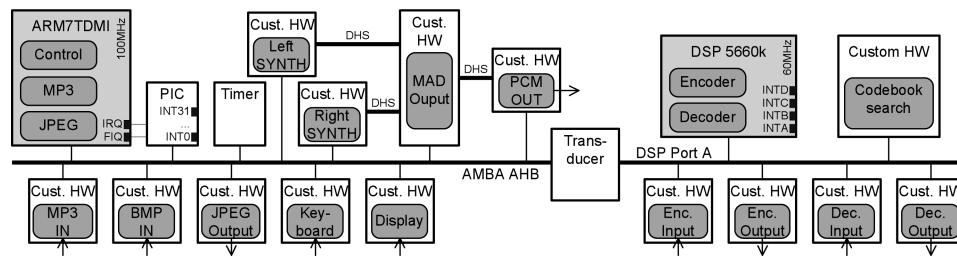 ARM7TDMI
100MHz
Control
MP3
JPEG
IRQ
FIQ
PIC
INT31
...
INT0
Timer
Cust. HW
Left
SYNTH
DHS
Cust. HW
Right
SYNTH
DHS
Cust.
HW
MAD
Ouput
DHS
Cust. HW
PCM
OUT
Trans-
ducer
AMBA AHB
DSP Port A
DSP 5660k
60MHz
Encoder
Decoder
INTD
INTC
INTB
INTA
Custom HW
Codebook
search
Cust. HW
MP3
IN
Cust. HW
BMP
IN
Cust. HW
JPEG
Output
Cust. HW
Key-
board
Cust. HW
Display
Cust. HW
Enc.
Input
Cust. HW
Enc.
Output
Cust. HW
Dec.
Input
Cust. HW
Dec.
Output